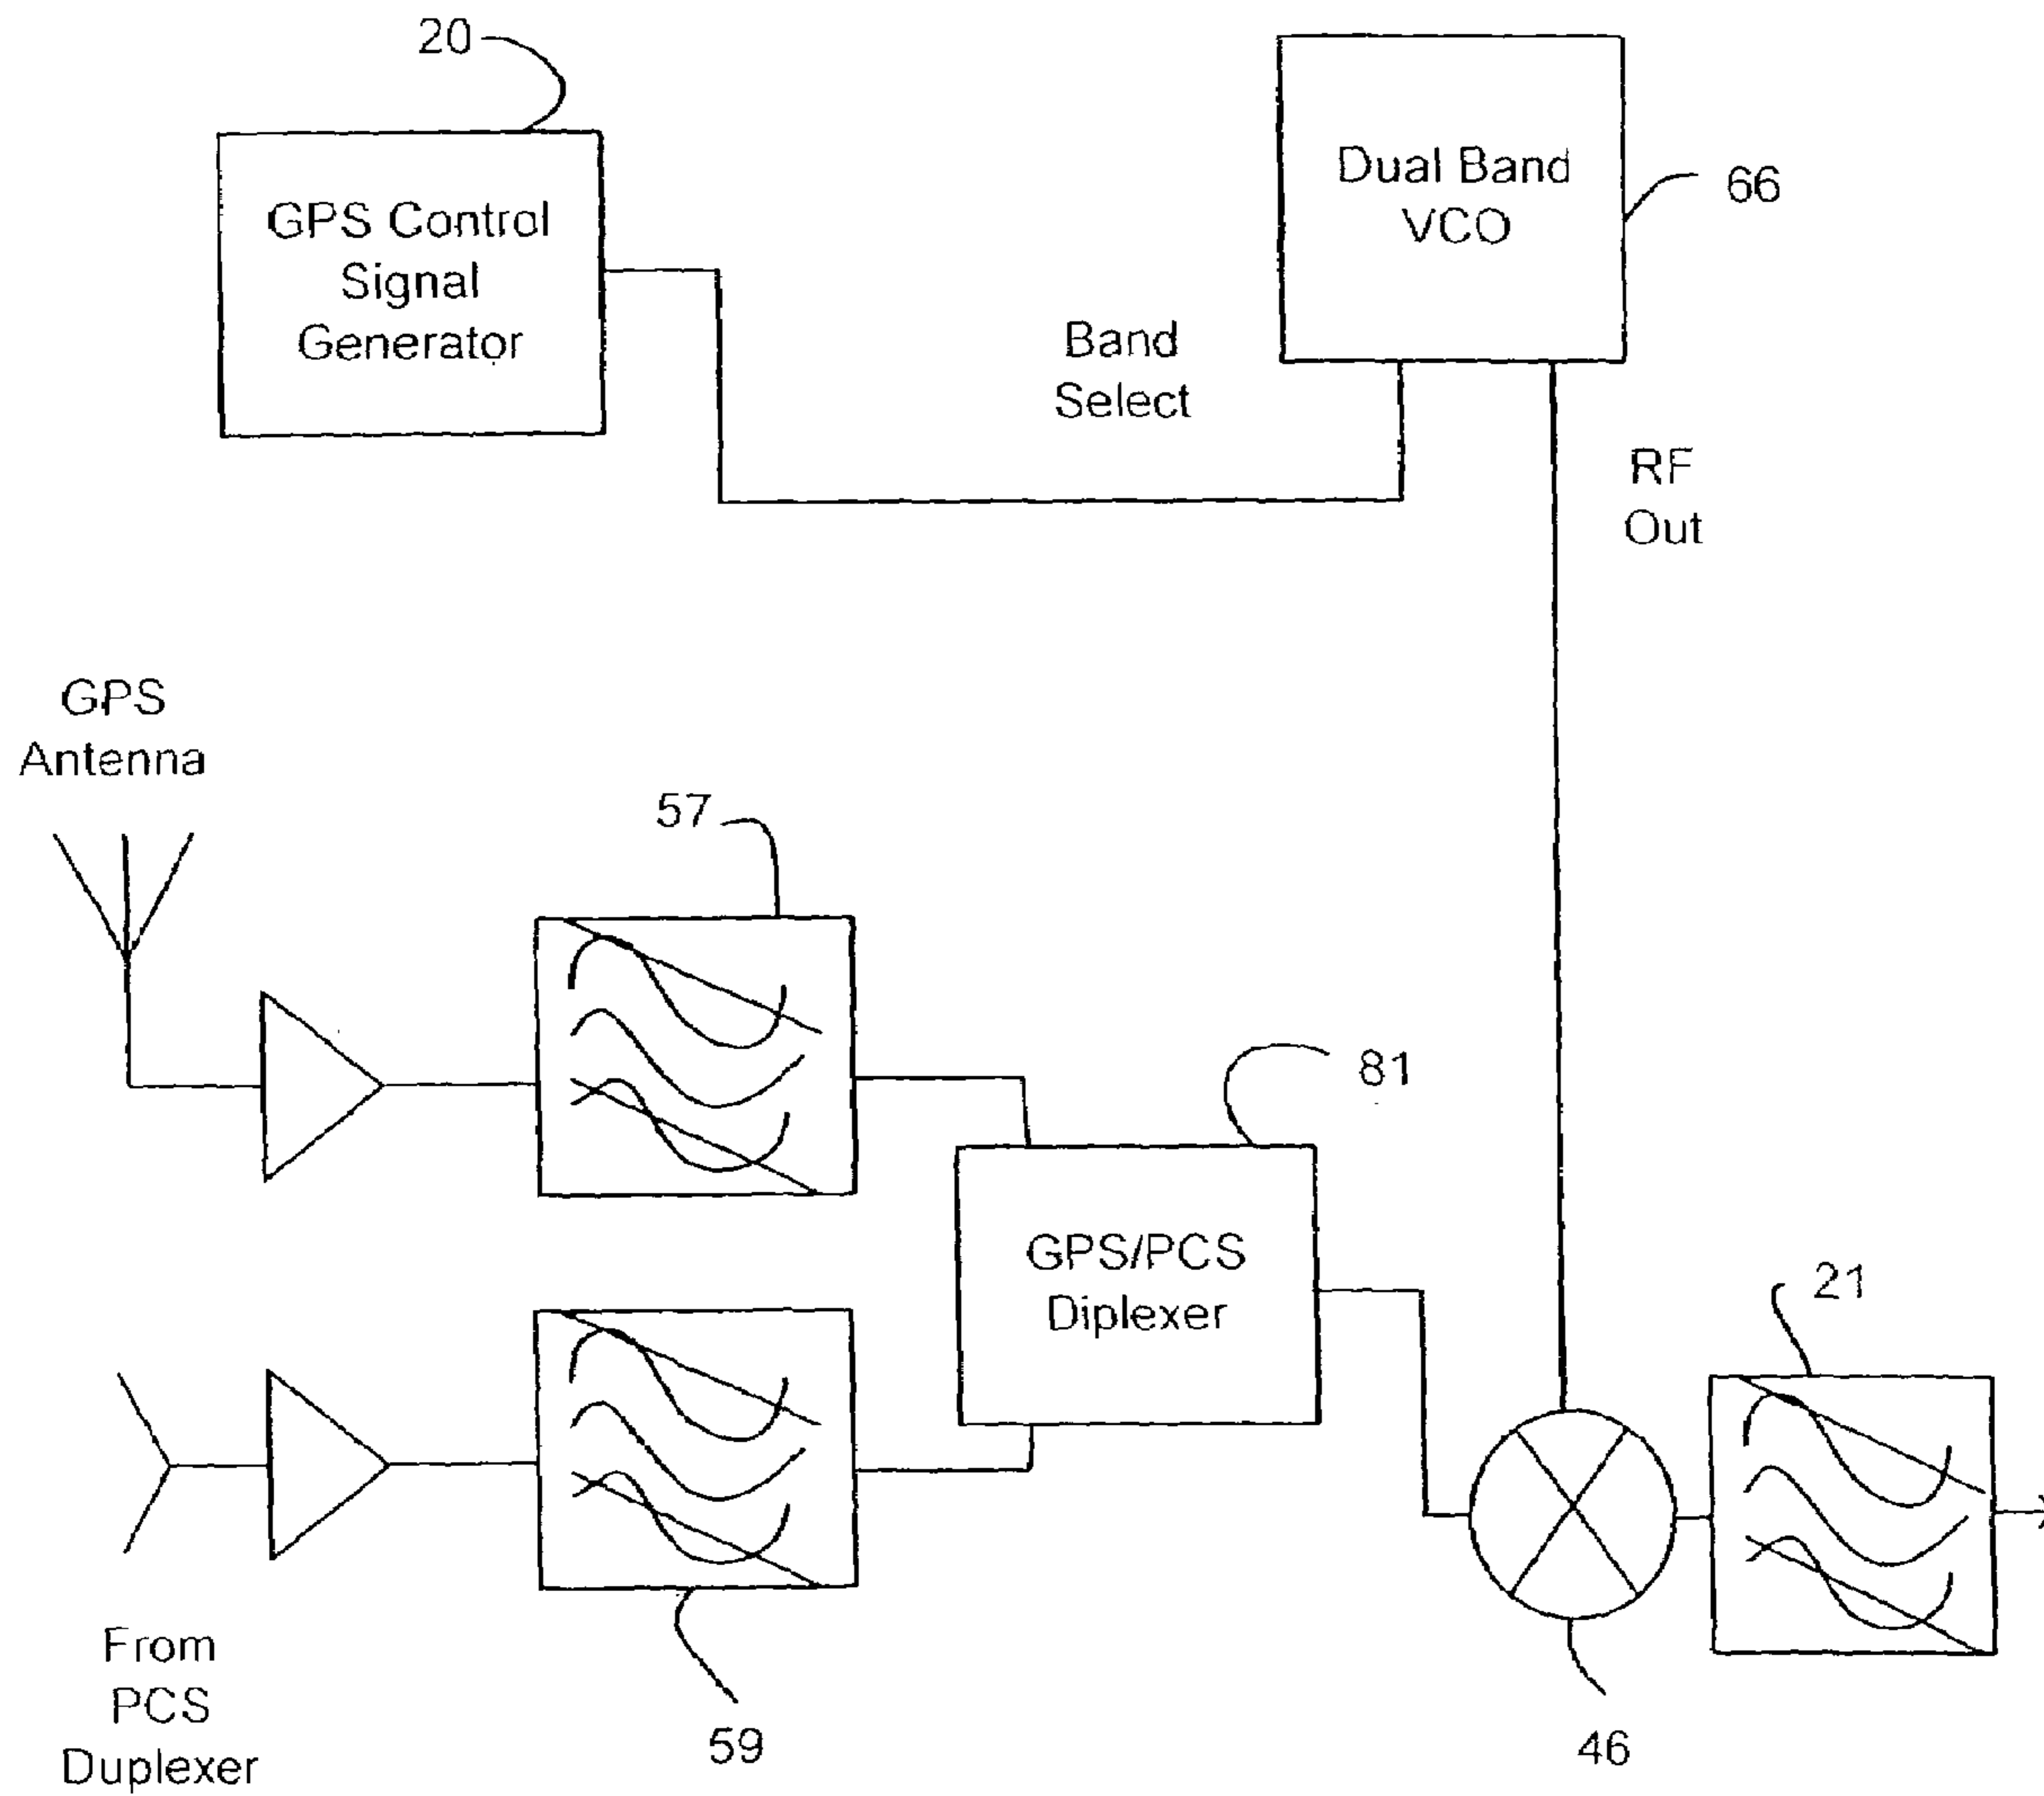 20
GPS Control
Signal
Generator
Dual Band
VCO
66
Band
Select
RF
Out
GPS
Antenna
57
81
GPS/PCS
Diplexer
21
From
PCS
Duplexer
59
46